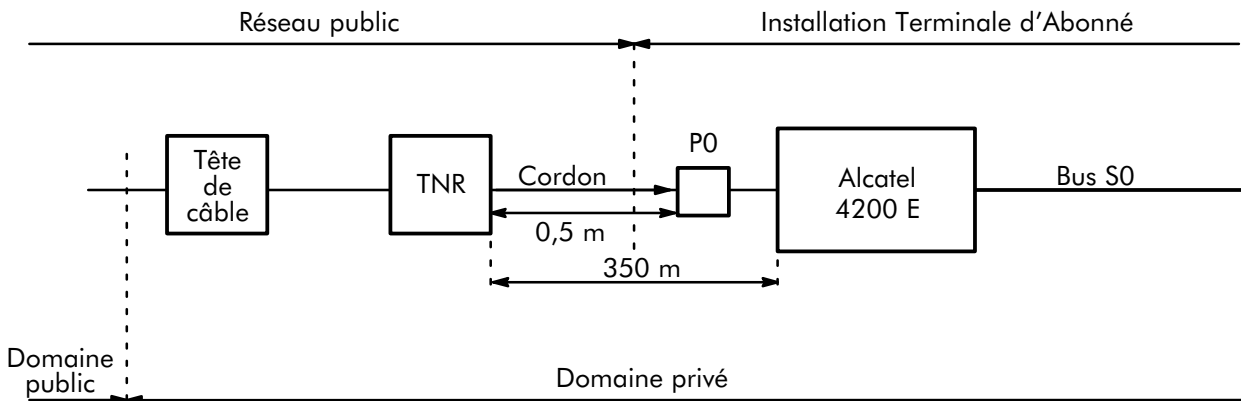 Réseau public
Installation Terminale d'Abonné
Tête
de
câble
TNR
Cordon
0,5 m
350 m
P0
Alcatel
4200 E
Bus S0
Domaine
public
Domaine privé